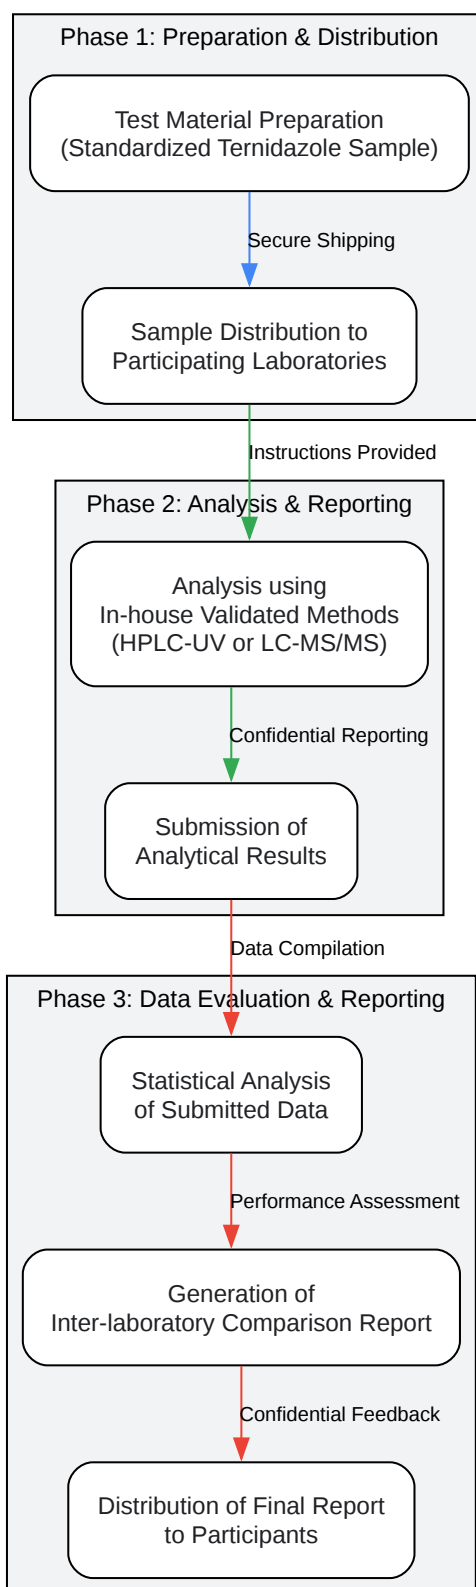 Phase 1: Preparation & Distribution
Test Material Preparation
(Standardized Ternidazole Sample)
Secure Shipping
Sample Distribution to
Participating Laboratories
Instructions Provided
Phase 2: Analysis & Reporting
Analysis using
In-house Validated Methods
(HPLC-UV or LC-MS/MS)
Confidential Reporting
Submission of
Analytical Results
Data Compilation
Phase 3: Data Evaluation & Reporting
Statistical Analysis
of Submitted Data
Performance Assessment
Generation of
Inter-laboratory Comparison Report
Confidential Feedback
Distribution of Final Report
to Participants